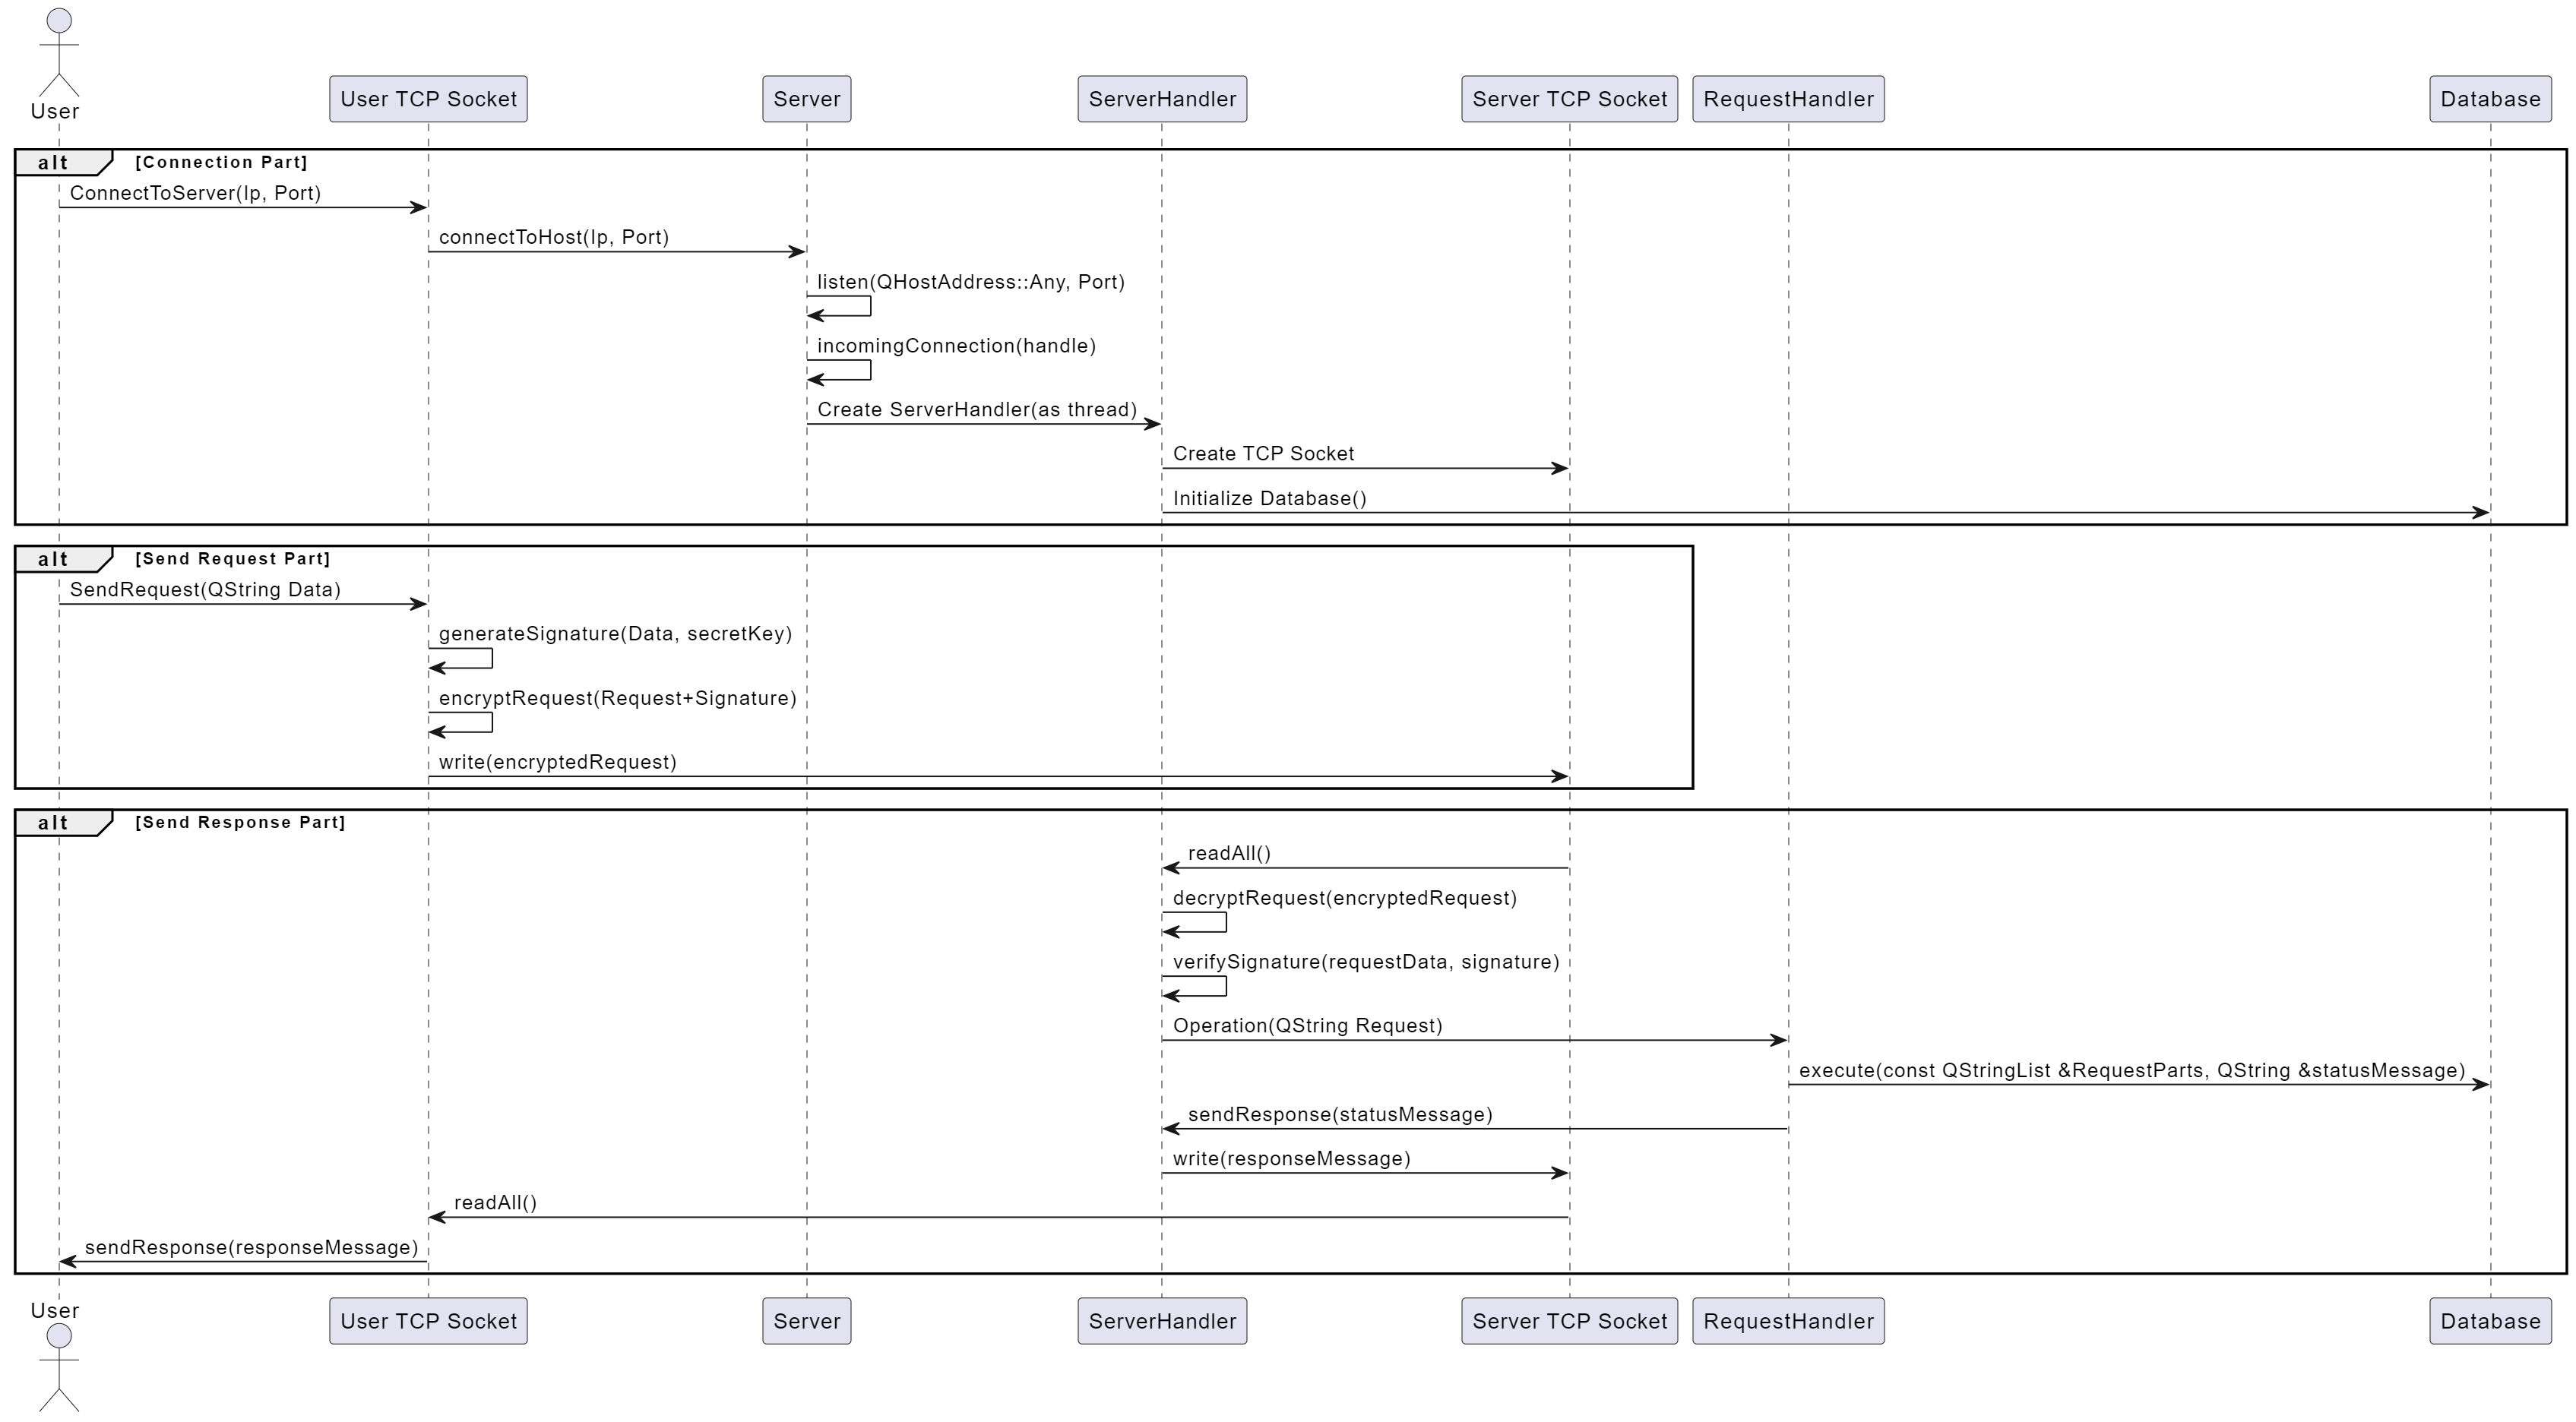 User
User TCP Socket
Server
ServerHandler
Server TCP Socket
RequestHandler
Database
alt [Connection Part]
ConnectToServer(Ip, Port)
connectToHost(Ip, Port)
listen(QHostAddress::Any, Port)
incomingConnection(handle)
Create ServerHandler(as thread)
Create TCP Socket
Initialize Database()
alt [Send Request Part]
SendRequest(QString Data)
generateSignature(Data, secretKey)
encryptRequest(Request+Signature)
write(encryptedRequest)
alt [Send Response Part]
readAll()
decryptRequest(encryptedRequest)
verifySignature(requestData, signature)
Operation(QString Request)
execute(const QStringList &RequestParts, QString &statusMessage)
sendResponse(statusMessage)
write(responseMessage)
readAll()
sendResponse(responseMessage)
User
User TCP Socket
Server
ServerHandler
Server TCP Socket
RequestHandler
Database